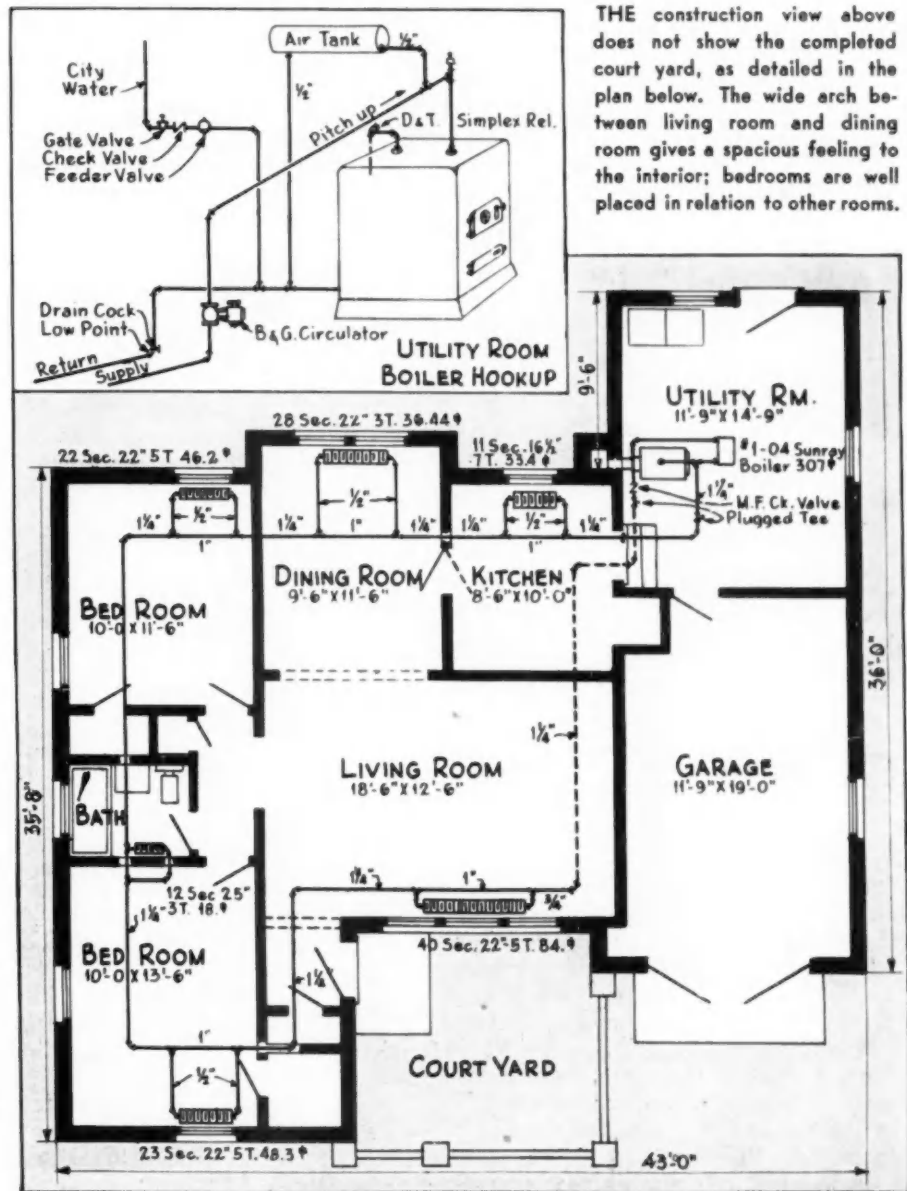 THE construction view above
does not show the completed
court yard, as detailed in the
plan below. The wide arch be-
tween living room and dining
room gives a spacious feeling to
the interior; bedrooms are well
placed in relation to other rooms.
Air Tank
1/2"
City
Water
1/2"
Pitch up
D&T.
Simplex Rel.
Gate Valve
Check Valve
Feeder Valve
Drain Cock
Low Point
B&G. Circulator
Return
Supply
UTILITY ROOM
BOILER HOOKUP
9'-6"
UTILITY RM.
11'-9" X 14'-9"
28 Sec. 22" 3T. 36.44
22 Sec. 22" 5T 46.2
11 Sec. 16½"
7 T. 33.4
#1-04 Sunray
Boiler 307
1¼"
M.F. Ck. Valve
Plugged Tee
1/2"
1/2"
1/2"
1¼"
1"
1¼"
1"
1¼"
1"
1¼"
DINING ROOM
9'-6" X 11'-6"
KITCHEN
8'-6" X 10'-0"
BED ROOM
10'-0 X 11'-6"
36'-0"
1¼"
LIVING ROOM
18'-6" X 12'-6"
GARAGE
11'-9" X 19'-0"
35'-8"
BATH
12 Sec 25"
3 T. 18.
1¼"
1"
3/4"
1¼"
40 Sec. 22"-5T. 84.
BED ROOM
10'-0 X 13'-6"
1¼
1"
1/2"
COURT YARD
23 Sec. 22" 5T. 48.3
43'-0"